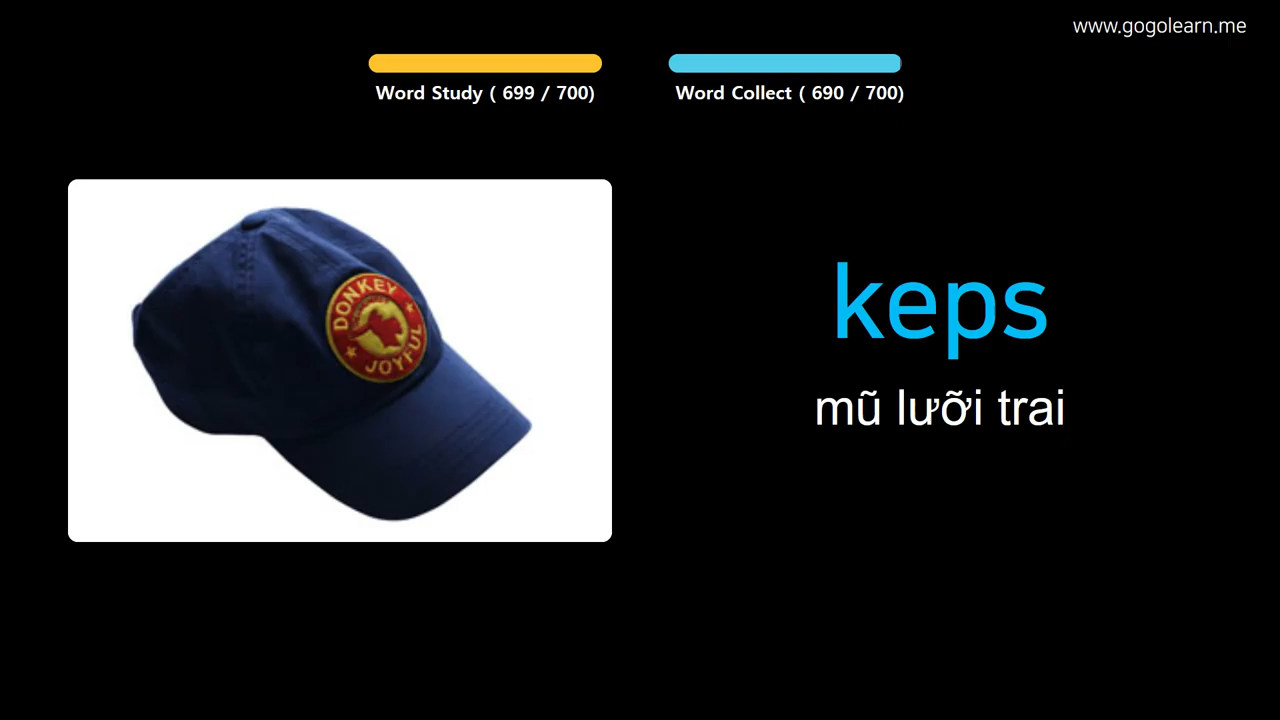 www.gogolearn.me
Word Study ( 699 / 700)
Word Collect ( 690 / 700)
DONKEY
JOYFUL
keps
mũ lưỡi trai